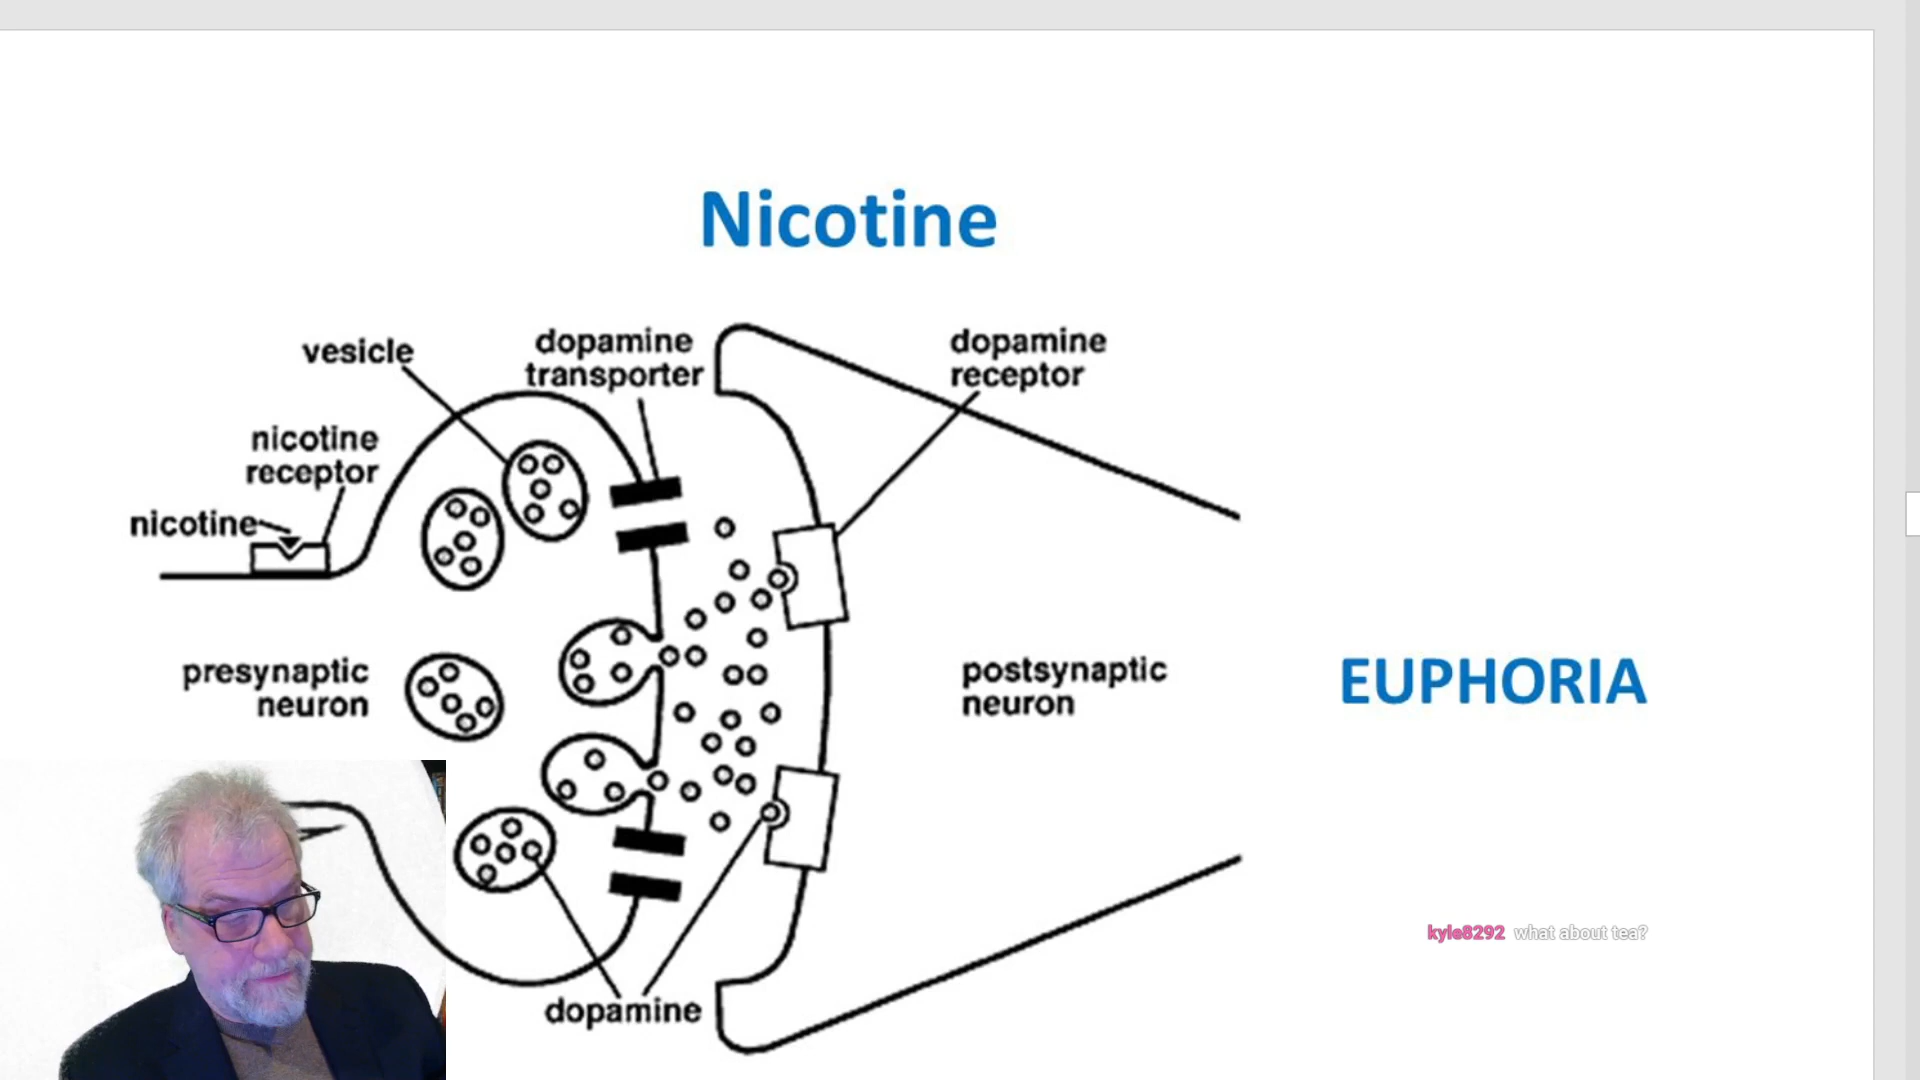 Nicotine
vesicle
dopamine
transporter
dopamine
receptor
nicotine
receptor
nicotine
presynaptic
neuron
postsynaptic
neuron
EUPHORIA
kyle8292 what about tea?
dopamine